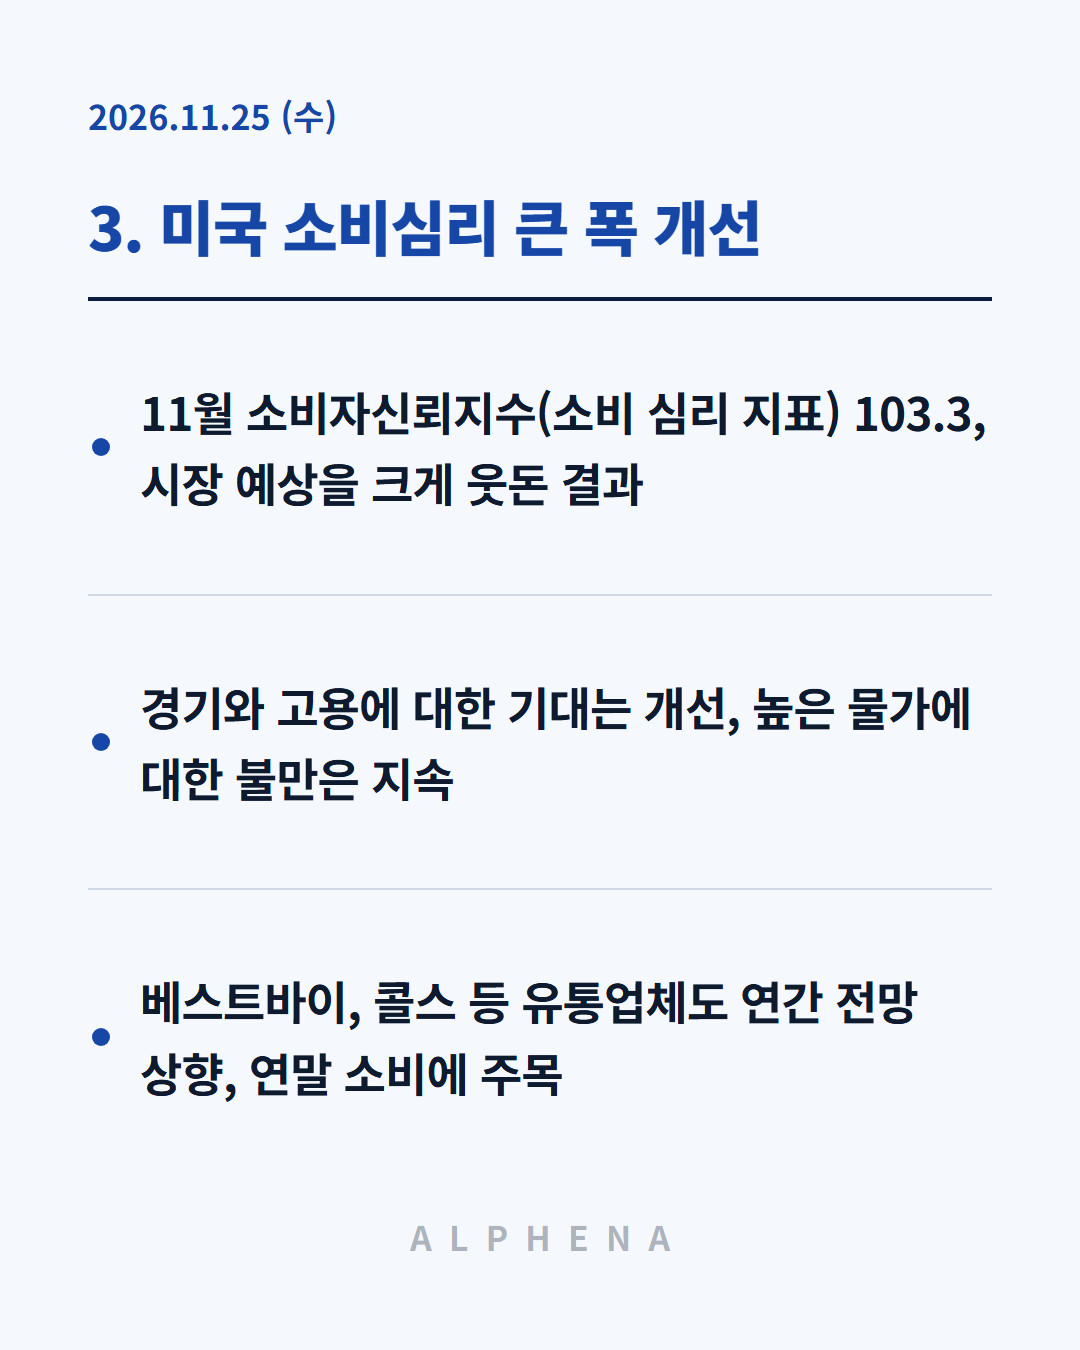 2026.11.25 (수)
3. 미국 소비심리 큰 폭 개선
11월 소비자신뢰지수(소비 심리 지표) 103.3,
시장 예상을 크게 웃돈 결과
경기와 고용에 대한 기대는 개선, 높은 물가에
대한 불만은 지속
베스트바이, 콜스 등 유통업체도 연간 전망
상향, 연말 소비에 주목
ALPHENA